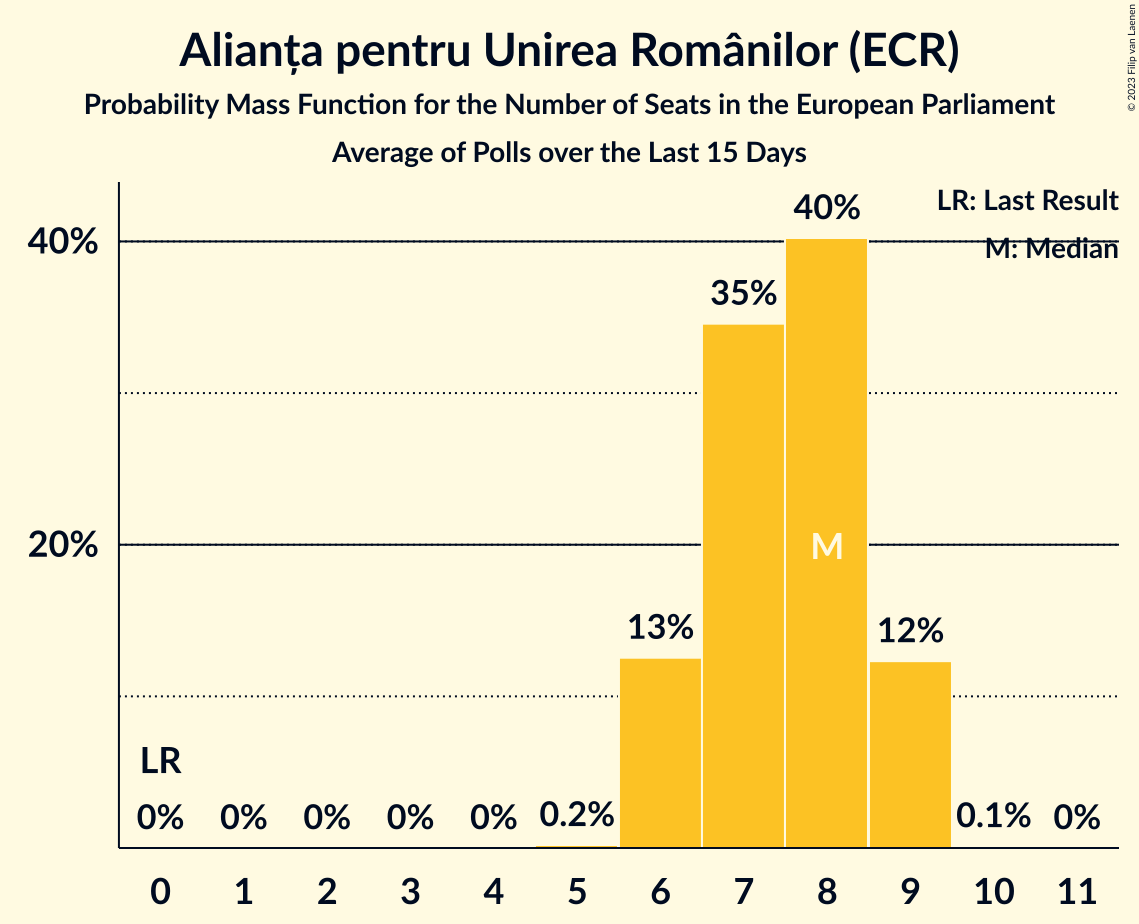 Alianța pentru Unirea Românilor (ECR)
Probability Mass Function for the Number of Seats in the European Parliament
Average of Polls over the Last 15 Days
© 2023 Filip van Laenen
LR: Last Result
M: Median
40%
20%
40%
35%
13%
12%
M
LR
0% 0% 0% 0% 0% 0.2% 0.1% 0%
0 1 2 3 4 5 6 7 8 9 10 11